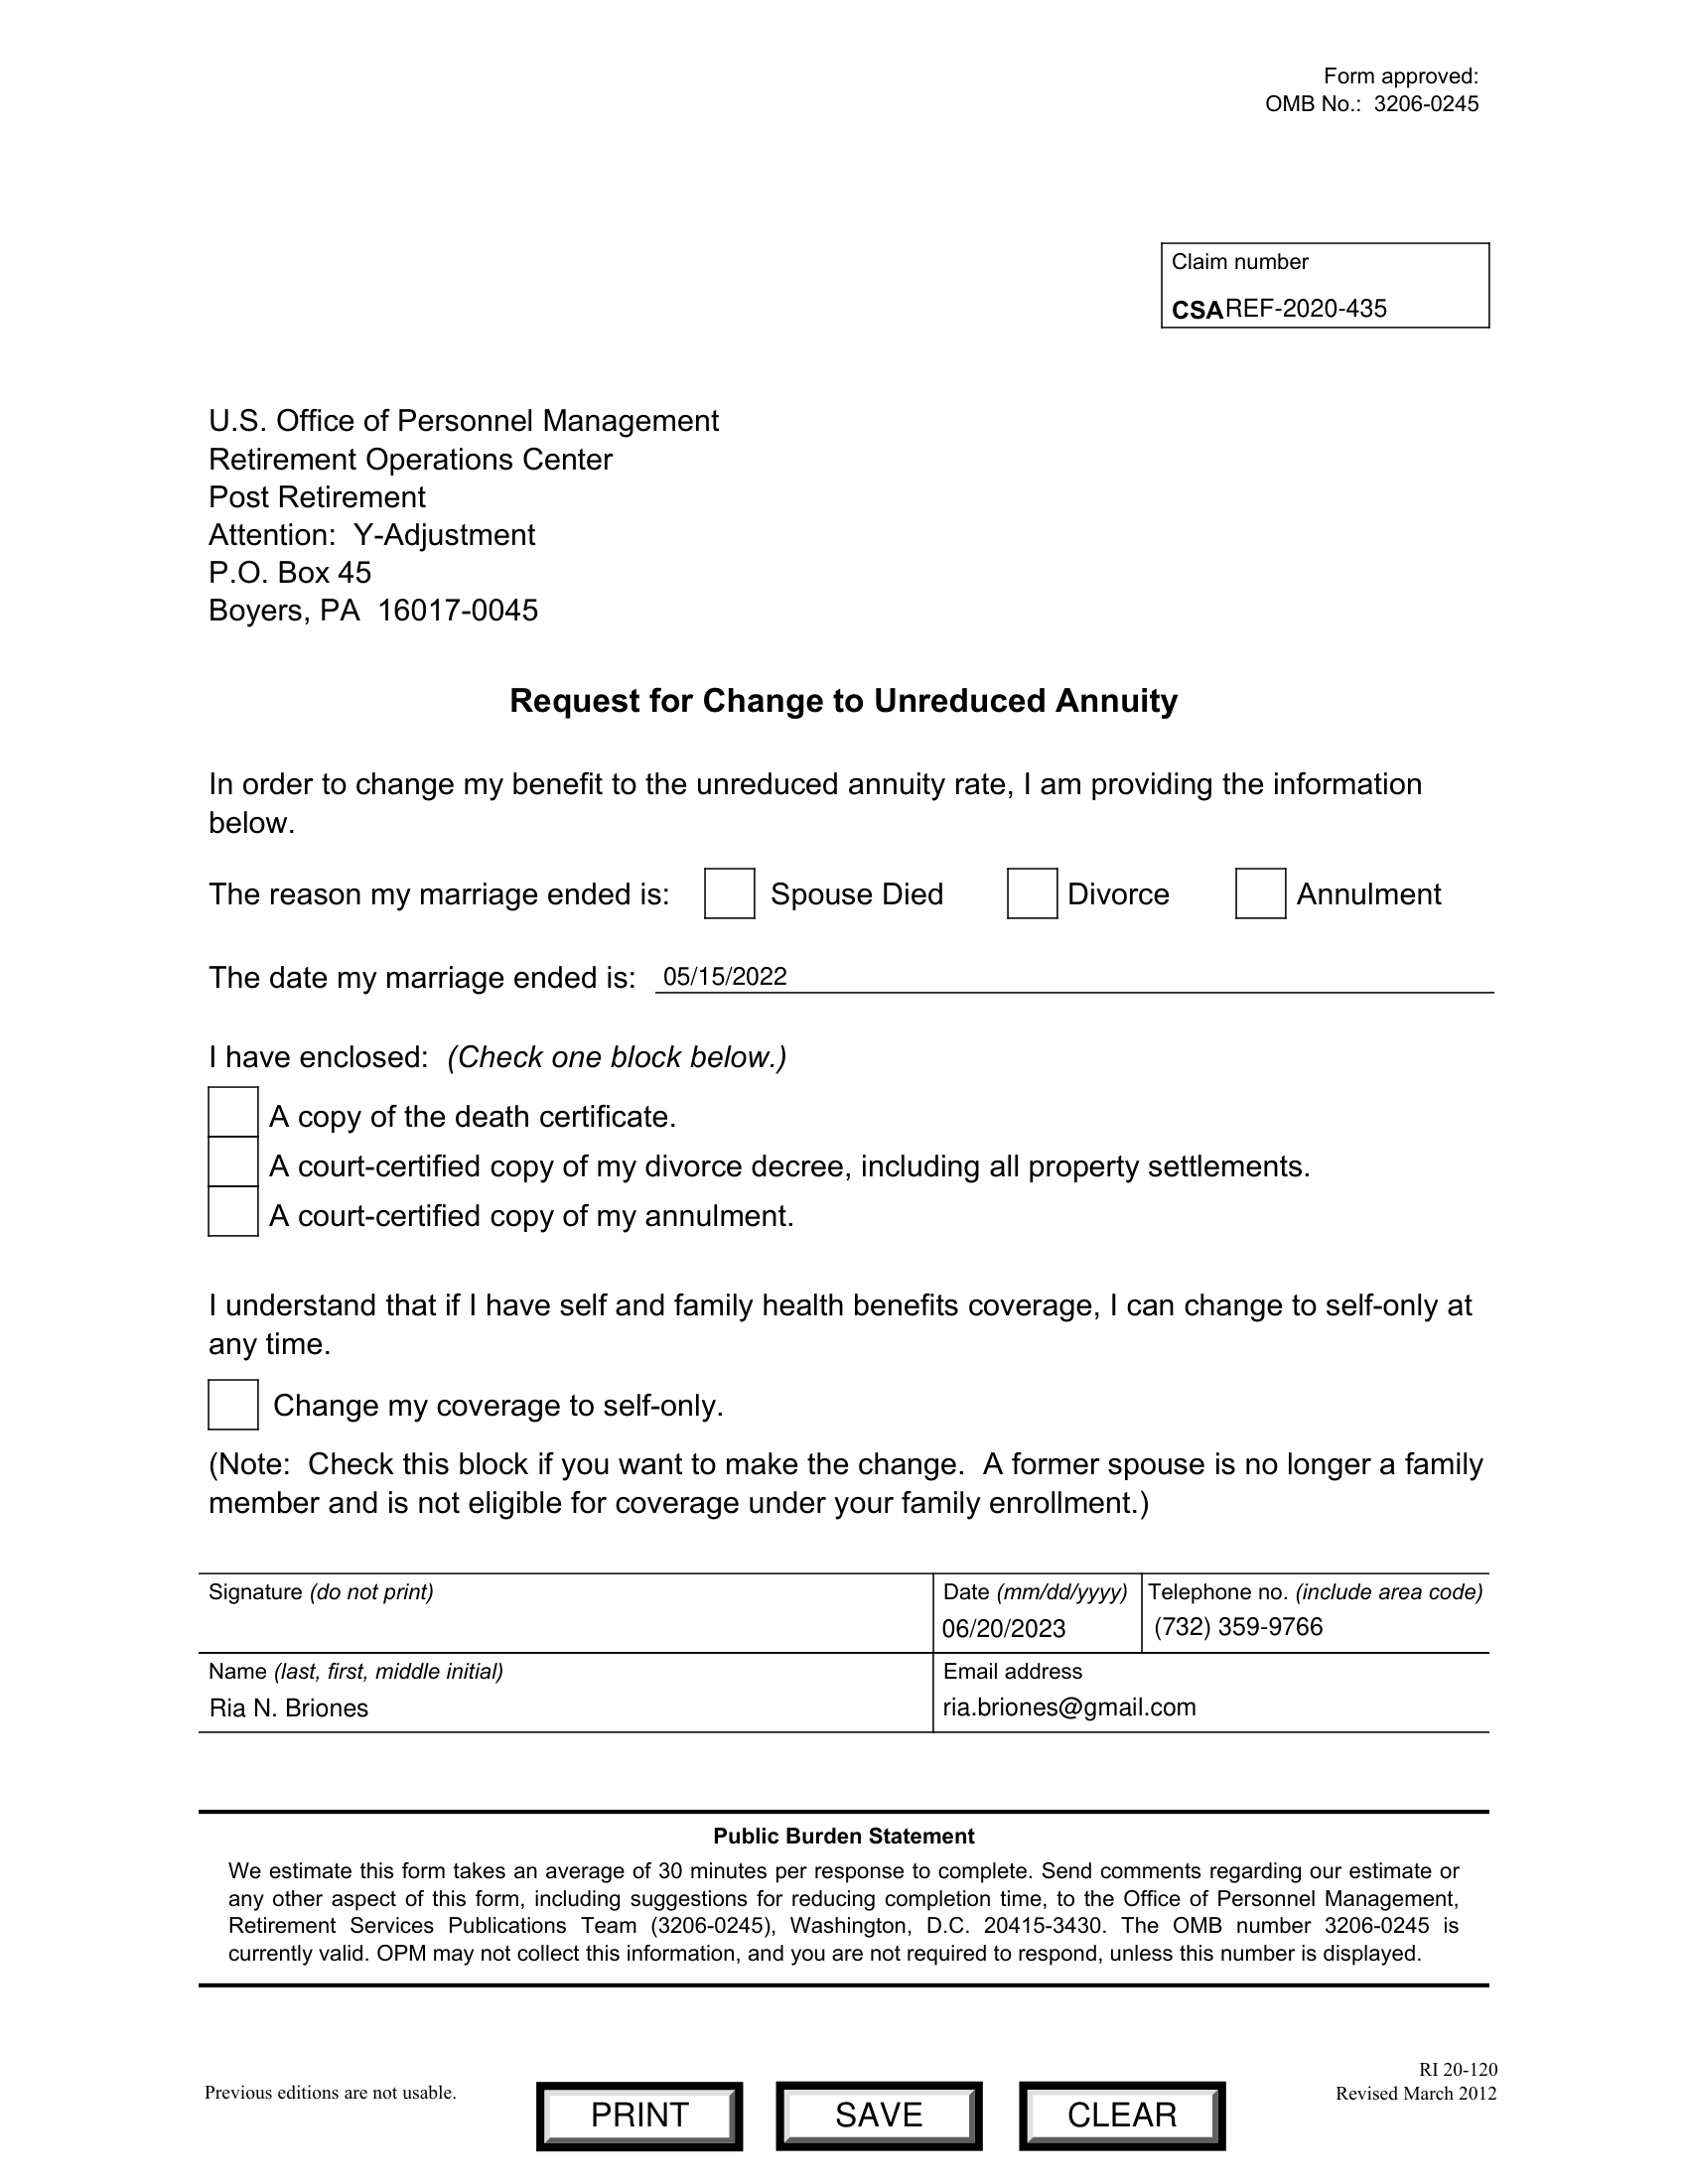 Form approved:
OMB No.: 3206-0245
Claim number
CSAREF-2020-435
U.S. Office of Personnel Management
Retirement Operations Center
Post Retirement
Attention: Y-Adjustment
P.O. Box 45
Boyers, PA 16017-0045
Request for Change to Unreduced Annuity
In order to change my benefit to the unreduced annuity rate, I am providing the information
below.
The reason my marriage ended is: Spouse Died Divorce Annulment
The date my marriage ended is: 05/15/2022
I have enclosed: (Check one block below.)
A copy of the death certificate.
A court-certified copy of my divorce decree, including all property settlements.
A court-certified copy of my annulment.
I understand that if I have self and family health benefits coverage, I can change to self-only at
any time.
Change my coverage to self-only.
(Note: Check this block if you want to make the change. A former spouse is no longer a family
member and is not eligible for coverage under your family enrollment.)
Signature (do not print) Date (mm/dd/yyyy) Telephone no. (include area code)
06/20/2023 (732) 359-9766
Name (last, first, middle initial) Email address
Ria N. Briones ria.briones@gmail.com
Public Burden Statement
We estimate this form takes an average of 30 minutes per response to complete. Send comments regarding our estimate or
any other aspect of this form, including suggestions for reducing completion time, to the Office of Personnel Management,
Retirement Services Publications Team (3206-0245), Washington, D.C. 20415-3430. The OMB number 3206-0245 is
currently valid. OPM may not collect this information, and you are not required to respond, unless this number is displayed.
RI 20-120
Previous editions are not usable. Revised March 2012
PRINT SAVE CLEAR